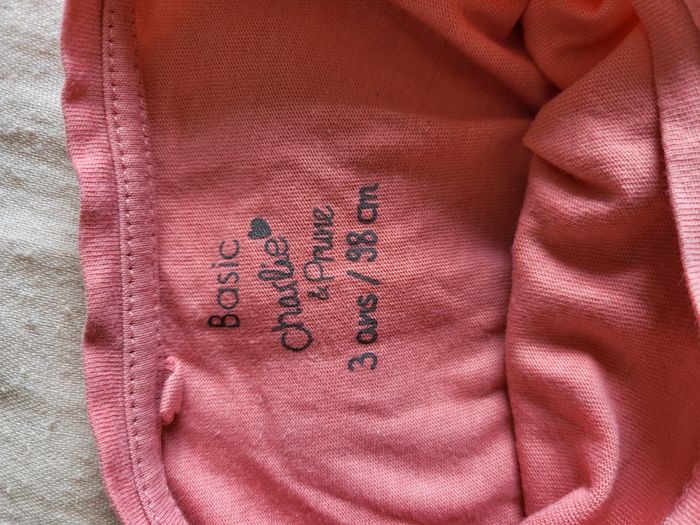 Basic
Charlie
& Prune
3 ans / 98 cm